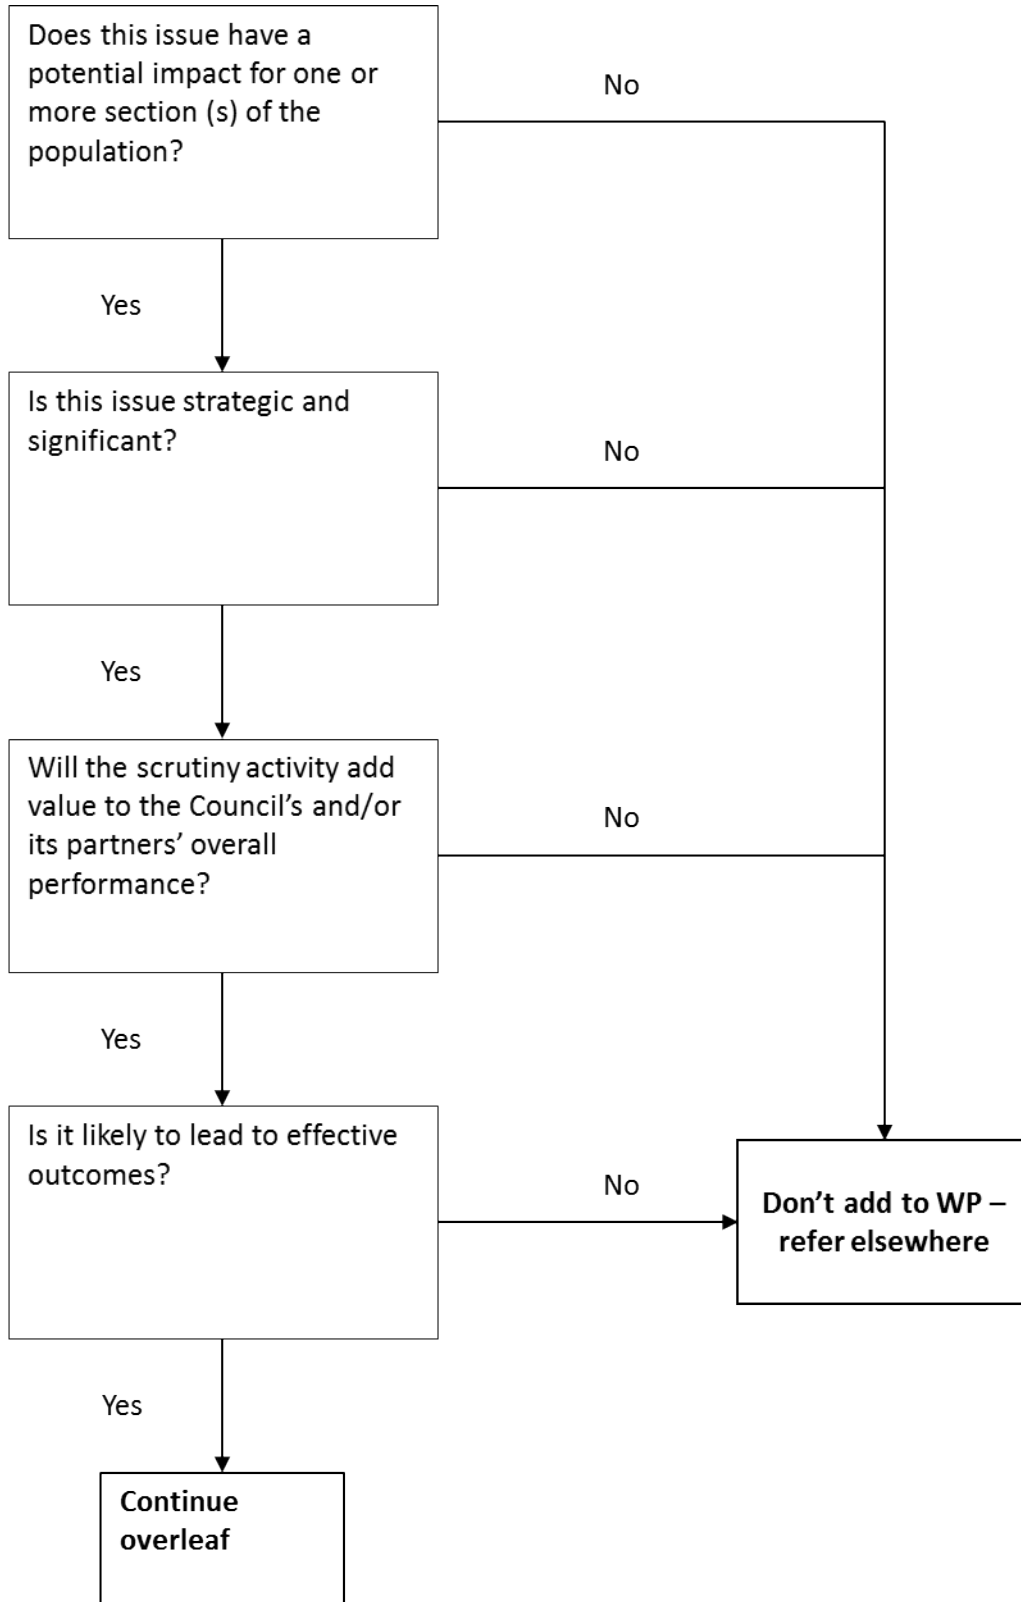 Does this issue have a
potential impact for one or
more section (s) of the
population?
No
Yes
Is this issue strategic and
significant?
No
Yes
Will the scrutiny activity add
value to the Council’s and/or
its partners’ overall
performance?
No
Yes
Is it likely to lead to effective
outcomes?
No
Don’t add to WP –
refer elsewhere
Yes
Continue
overleaf